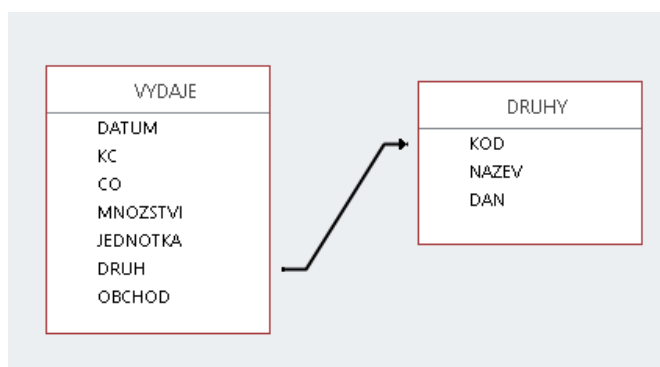 VYDAJE
DATUM
KC
CO
MNOZSTVI
JEDNOTKA
DRUH
OBCHOD
DRUHY
KOD
NAZEV
DAN